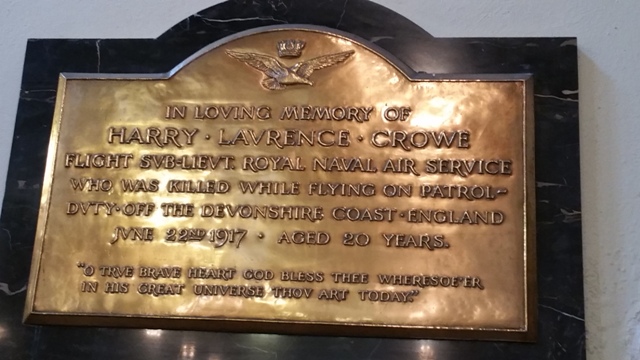 IN LOVING MEMORY OF
HARRY · LAVRENCE · CROWE
FLIGHT SVB-LIEVT. ROYAL NAVAL AIR SERVICE
WHO WAS KILLED WHILE FLYING ON PATROL-
DVTY·OFF THE DEVONSHIRE COAST·ENGLAND
JVNE 22ND 1917 · AGED 20 YEARS.
"O TRVE BRAVE HEART GOD BLESS THEE WHERESOE'ER
IN HIS GREAT UNIVERSE THOV ART TODAY."